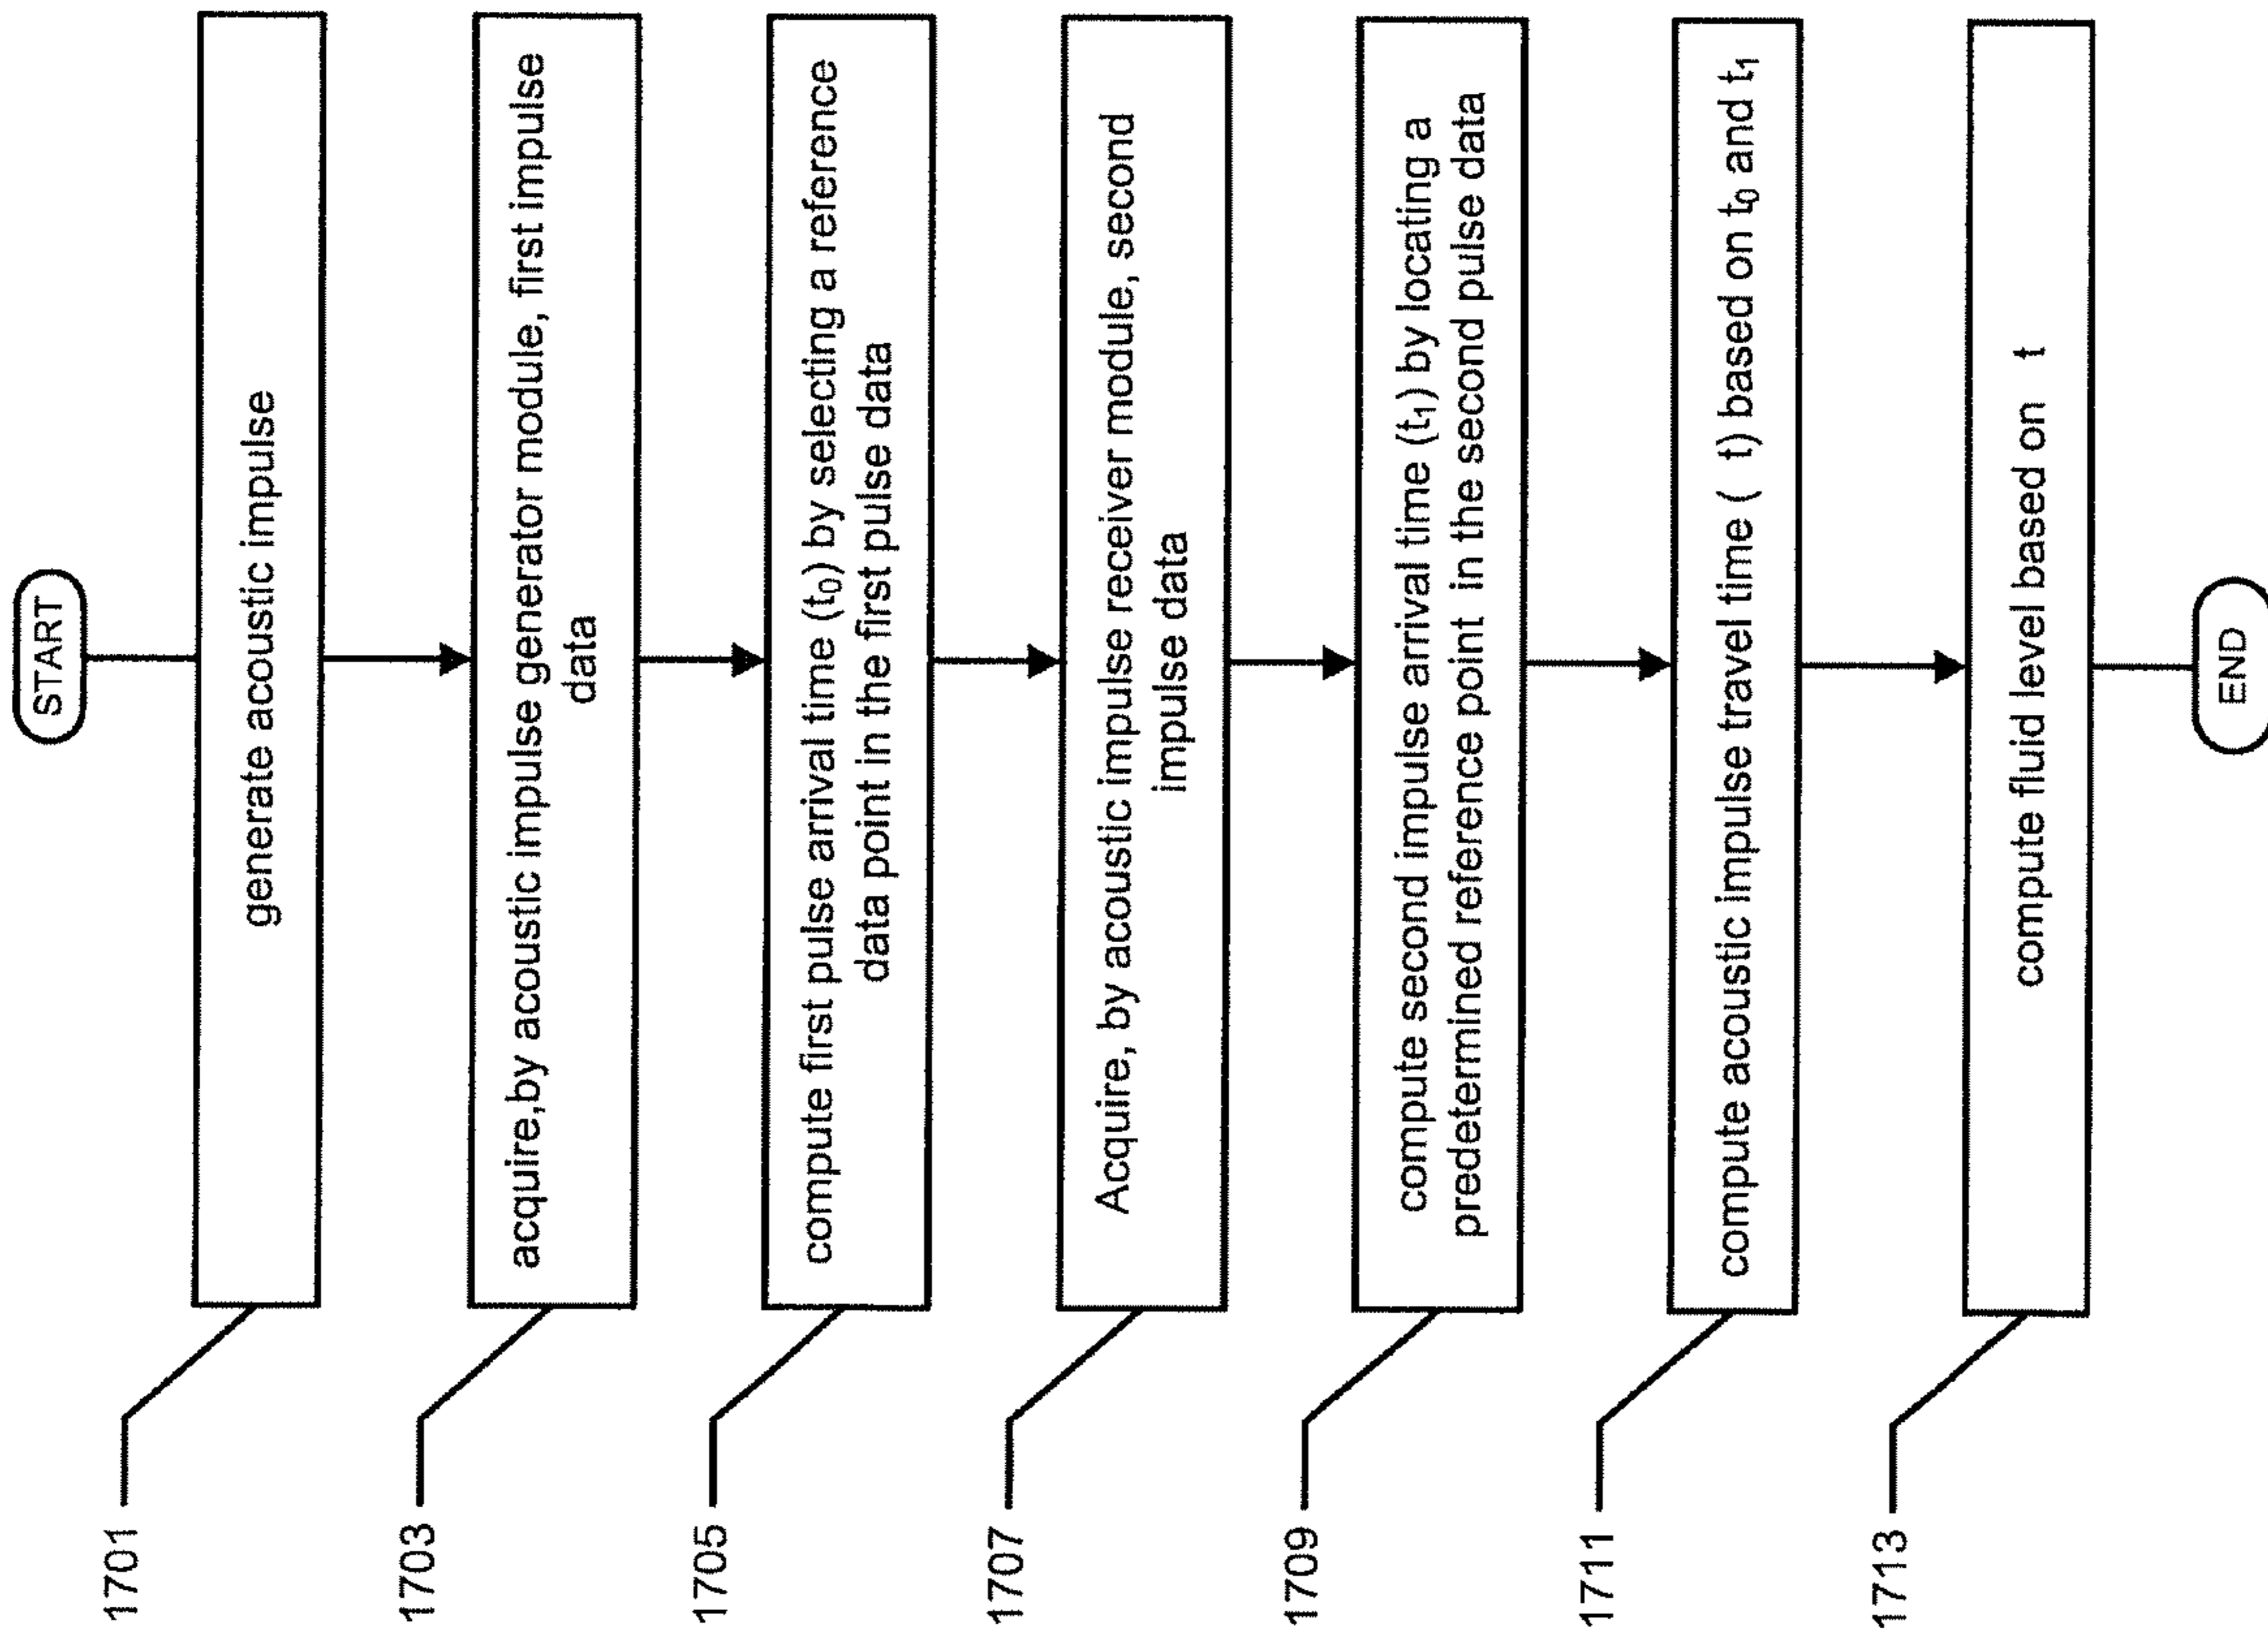 START
1701
generate acoustic impulse
1703
acquire,by acoustic impulse generator module, first impulse
data
1705
compute first pulse arrival time (t₀) by selecting a reference
data point in the first pulse data
1707
Acquire, by acoustic impulse receiver module, second
impulse data
1709
compute second impulse arrival time (t₁) by locating a
predetermined reference point in the second pulse data
1711
compute acoustic impulse travel time ( t) based on t₀ and t₁
1713
compute fluid level based on t
END